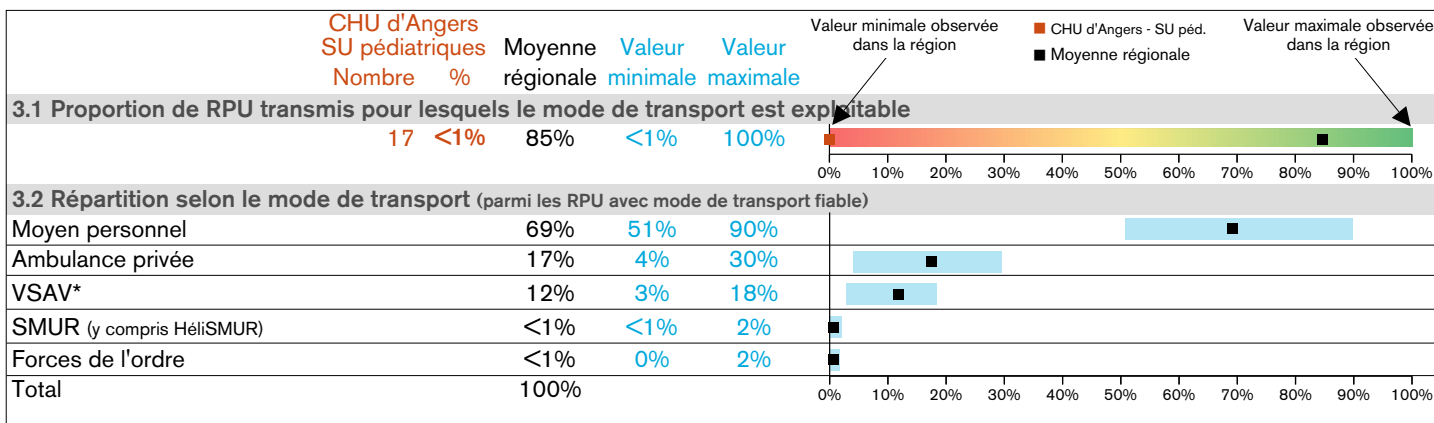 CHU d'Angers
SU pédiatriques Moyenne Valeur Valeur
Nombre % régionale minimale maximale
Valeur minimale observée
dans la région
CHU d'Angers - SU péd.
Moyenne régionale
Valeur maximale observée
dans la région
3.1 Proportion de RPU transmis pour lesquels le mode de transport est exploitable
17 <1% 85% <1% 100%
0% 10% 20% 30% 40% 50% 60% 70% 80% 90% 100%
3.2 Répartition selon le mode de transport (parmi les RPU avec mode de transport fiable)
Moyen personnel 69% 51% 90%
Ambulance privée 17% 4% 30%
VSAV* 12% 3% 18%
SMUR (y compris HéliSMUR) <1% <1% 2%
Forces de l'ordre <1% 0% 2%
Total 100%
0% 10% 20% 30% 40% 50% 60% 70% 80% 90% 100%